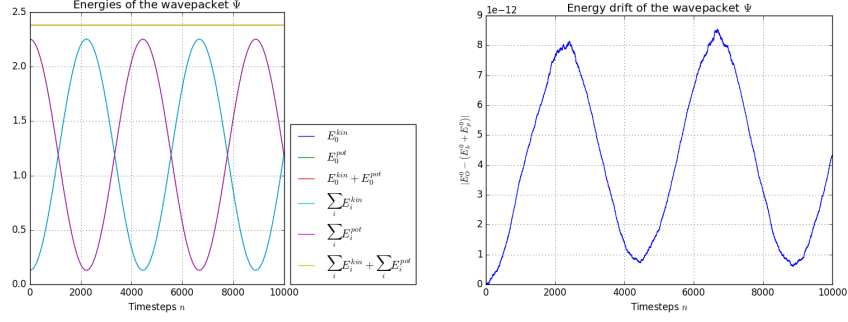 Energies of the wavepacket Ψ
2.5
2.0
1.5
1.0
0.5
0.0
0 2000 4000 6000 8000 10000
Timesteps n
E_0^{kin}
E_0^{pot}
E_0^{kin} + E_0^{pot}
∑_i E_i^{kin}
∑_i E_i^{pot}
∑_i E_i^{kin} + ∑_i E_i^{pot}
Energy drift of the wavepacket Ψ
1e−12
9
8
7
6
5
4
3
2
1
0
|E_O^0 − (E_k^0 + E_p^0)|
0 2000 4000 6000 8000 10000
Timesteps n